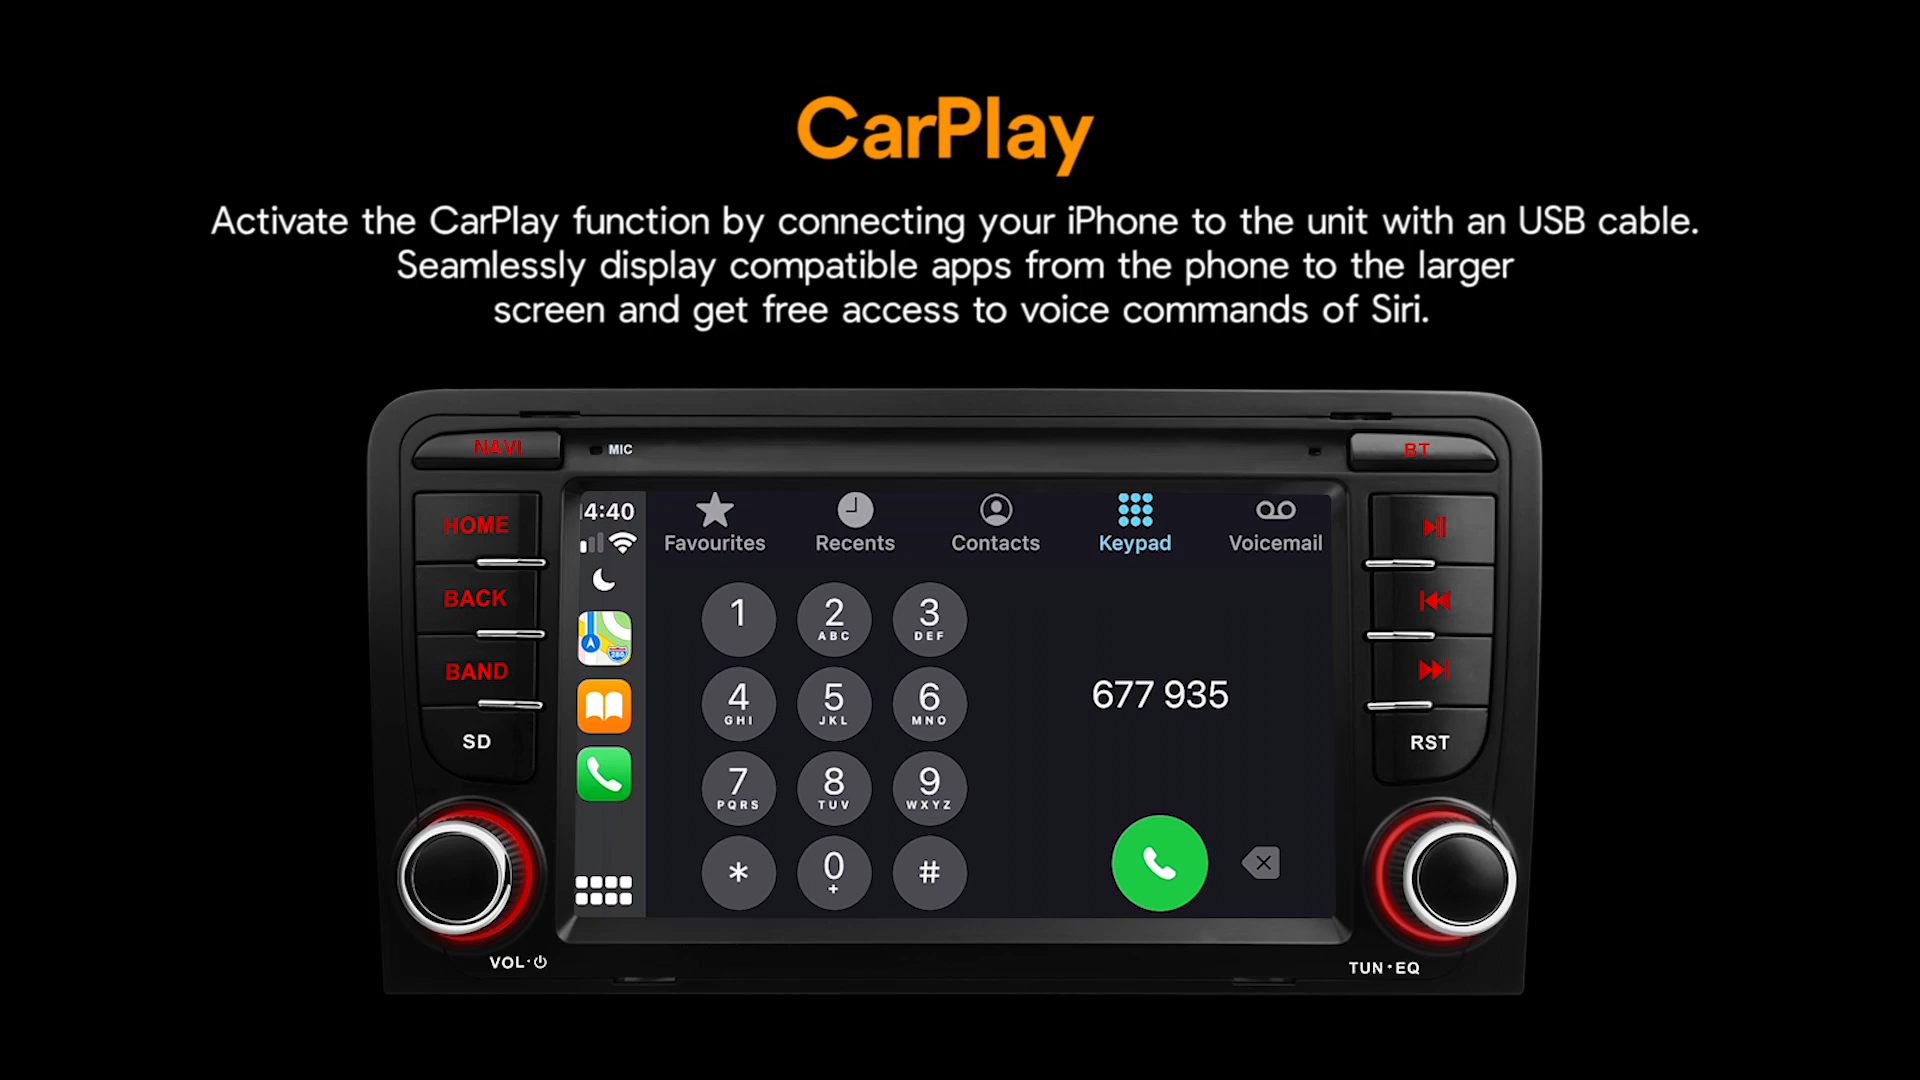 CarPlay
Activate the CarPlay function by connecting your iPhone to the unit with an USB cable.
Seamlessly display compatible apps from the phone to the larger
screen and get free access to voice commands of Siri.
NAVI
MIC
BT
HOME
BACK
BAND
SD
VOL
4:40
Favourites
Recents
Contacts
Keypad
Voicemail
1
2
ABC
3
DEF
4
GHI
5
JKL
6
MNO
7
PQRS
8
TUV
9
WXYZ
*
0
+
#
677 935
280
RST
TUN·EQ